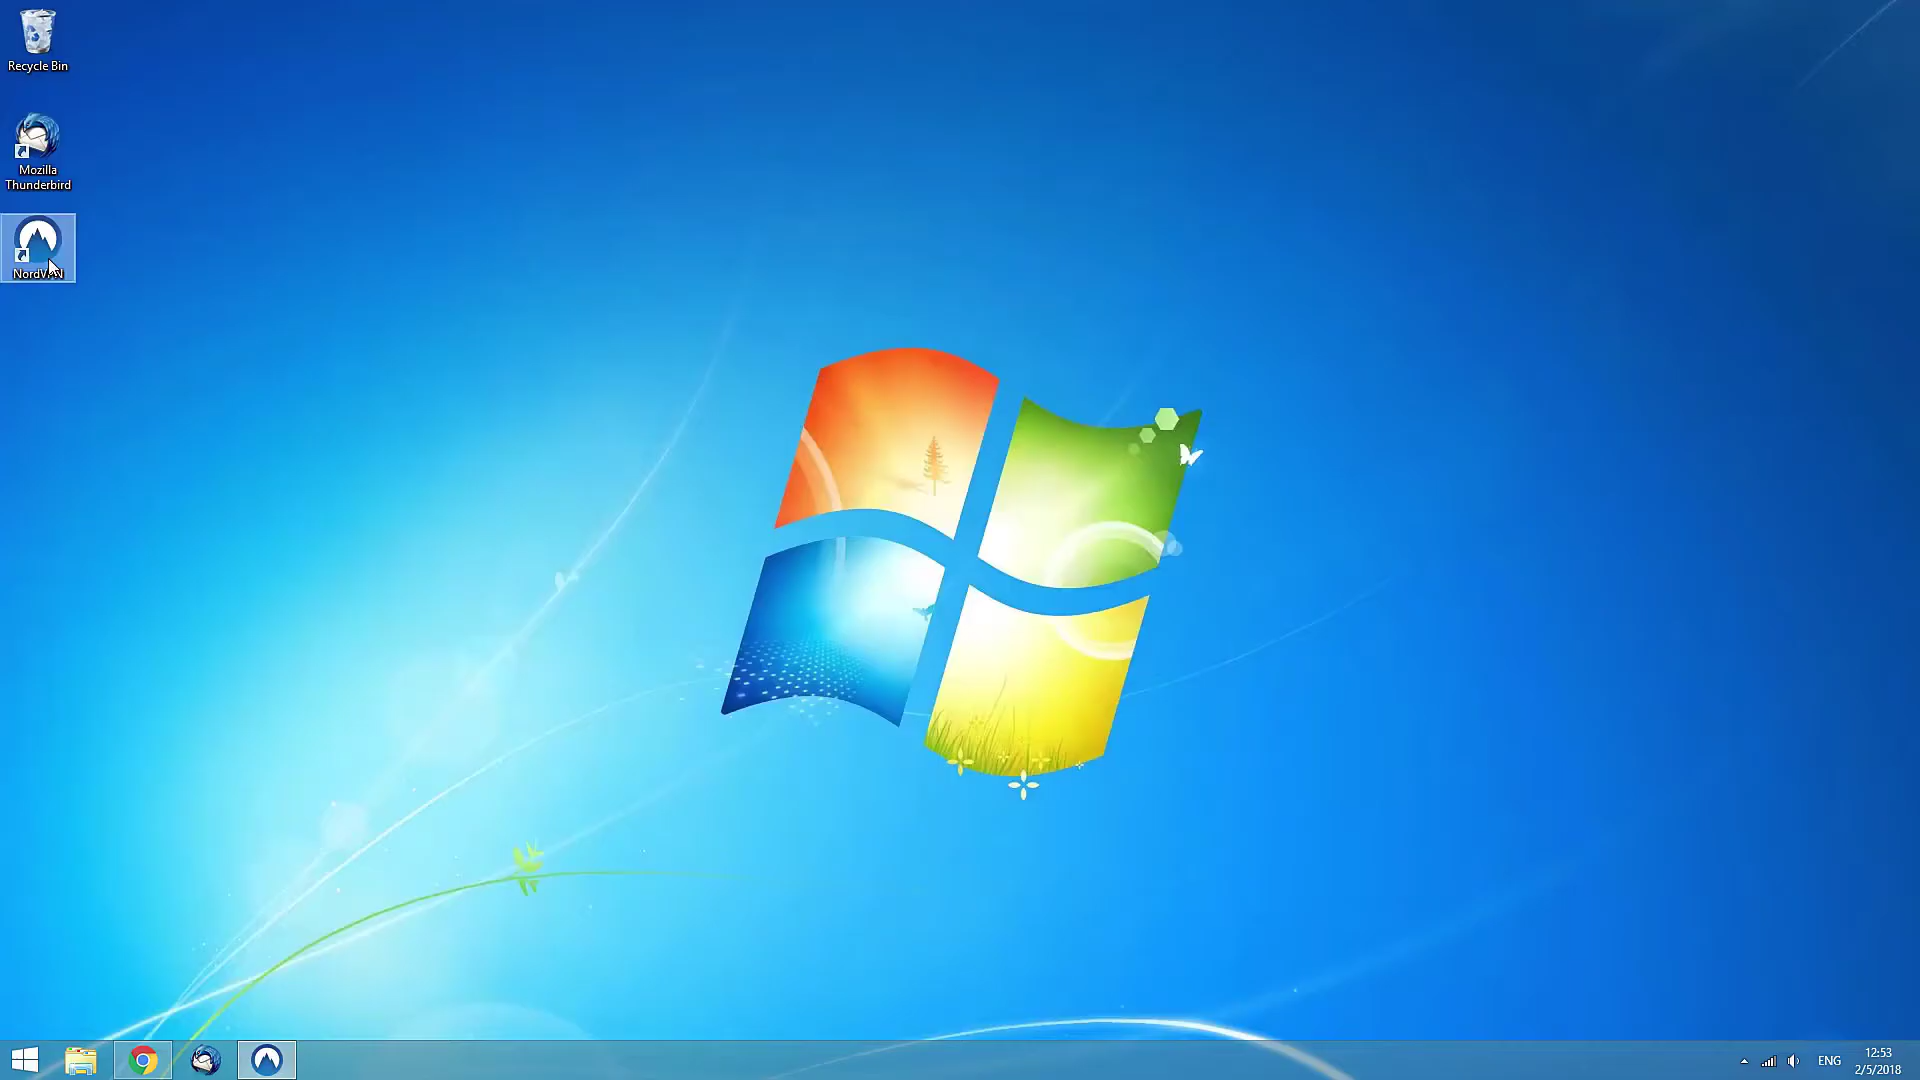 Recycle Bin
Mozilla
Thunderbird
NordVPN
ENG
12:53
2/5/2018